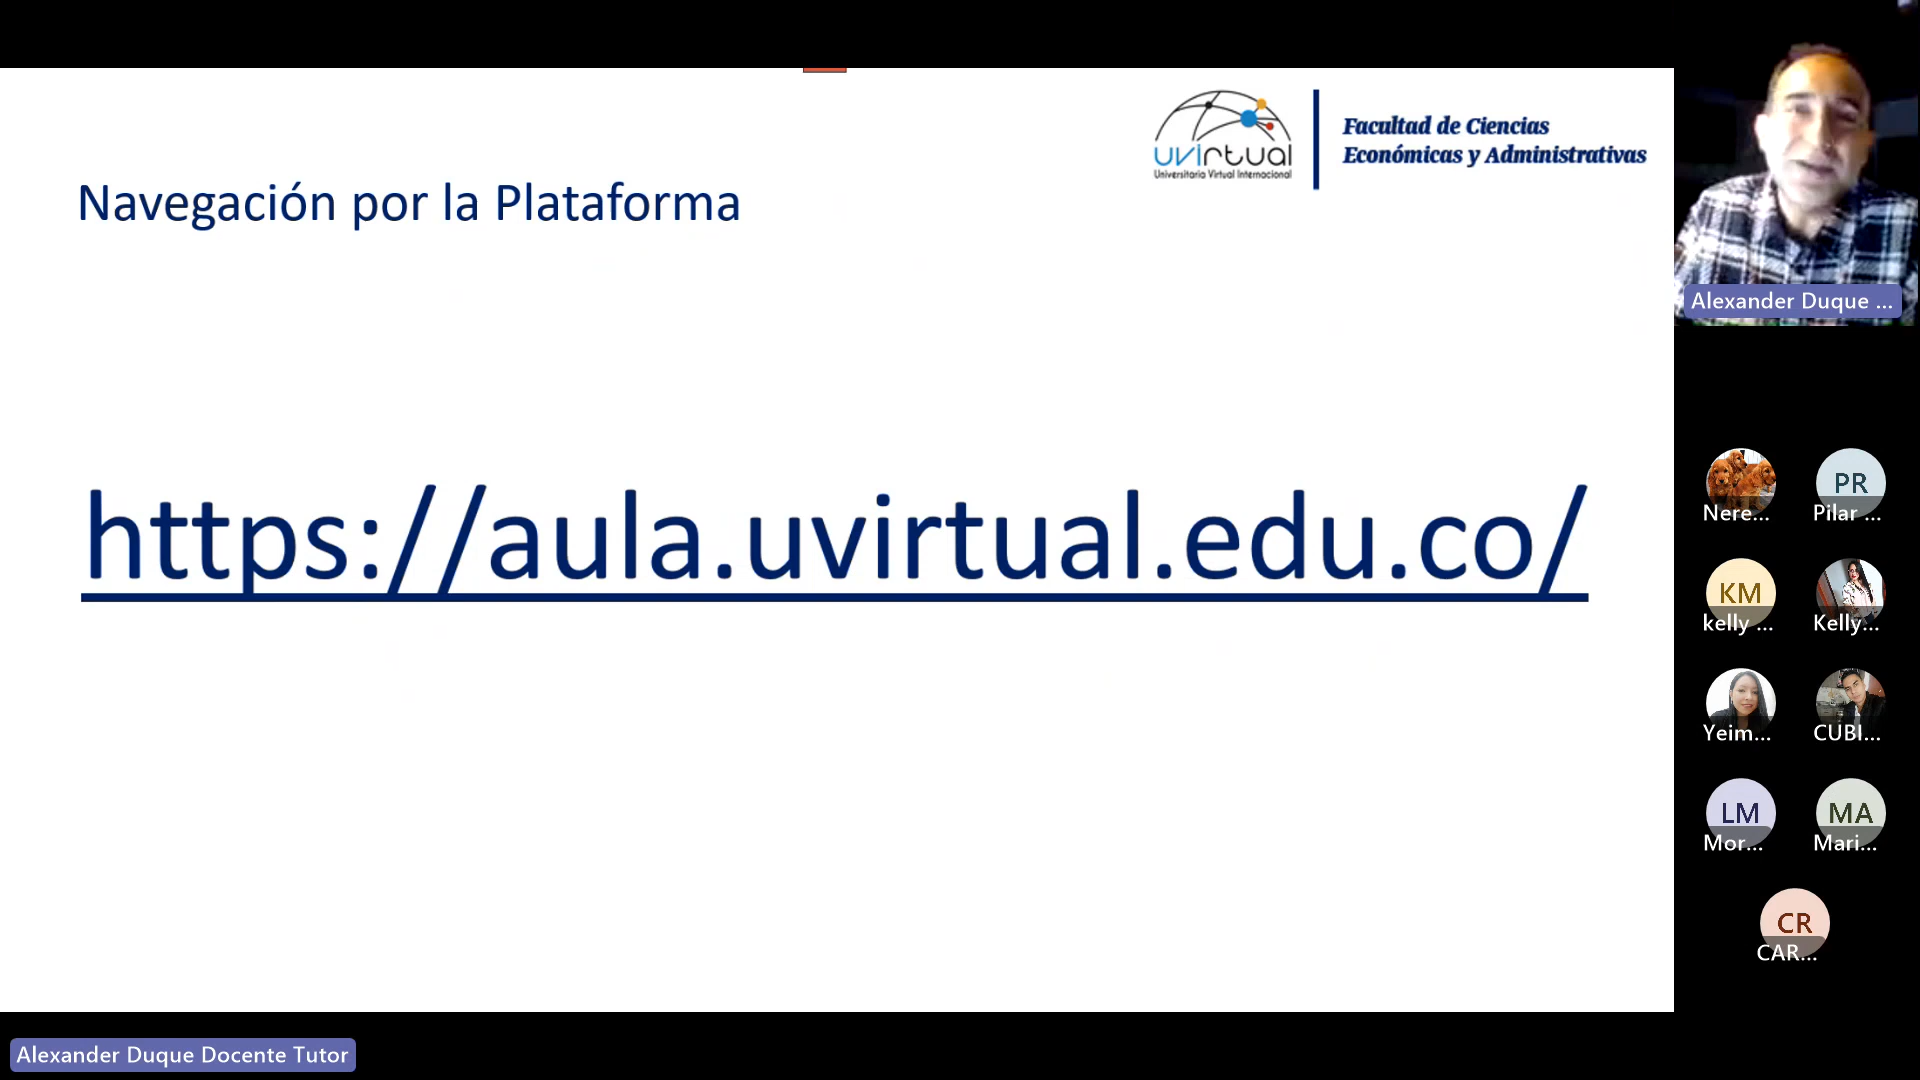 uvirtual
Universitaria Virtual Internacional
Facultad de Ciencias
Económicas y Administrativas
Navegación por la Plataforma
https://aula.uvirtual.edu.co/
Alexander Duque ...
Nere...
PR
Pilar ...
KM
kelly ...
Kelly...
Yeim...
CUBI...
LM
Mor...
MA
Mari...
CR
CAR...
Alexander Duque Docente Tutor